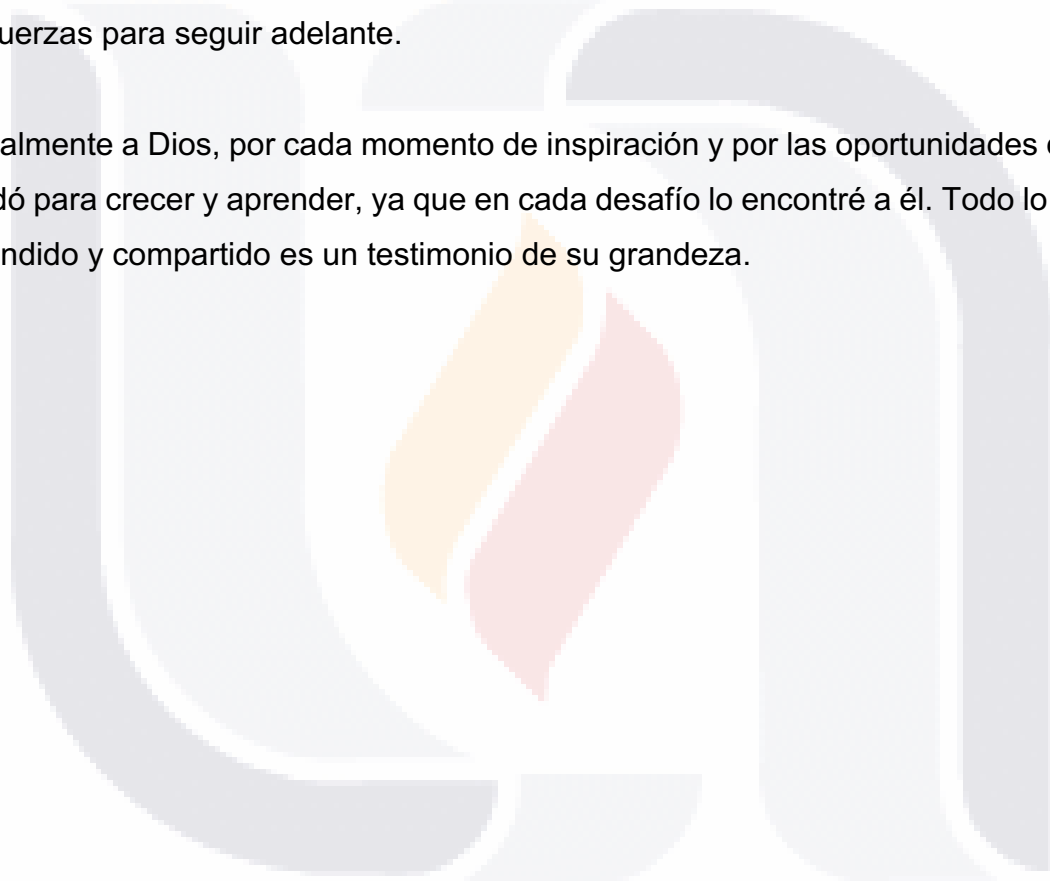 uerzas para seguir adelante.
almente a Dios, por cada momento de inspiración y por las oportunidades
dó para crecer y aprender, ya que en cada desafío lo encontré a él. Todo lo
ndido y compartido es un testimonio de su grandeza.